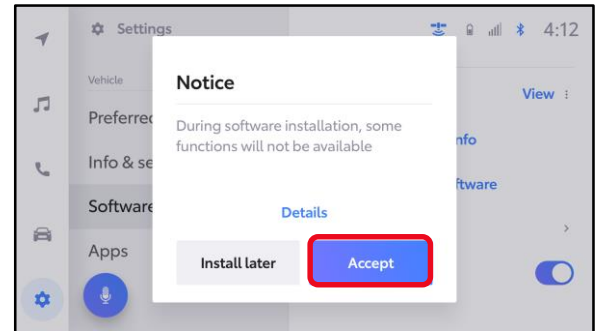 Settings
4:12
Vehicle
View
Preferred
Info & se
Software
Apps
nfo
ftware
Notice
During software installation, some
functions will not be available
Details
Install later
Accept